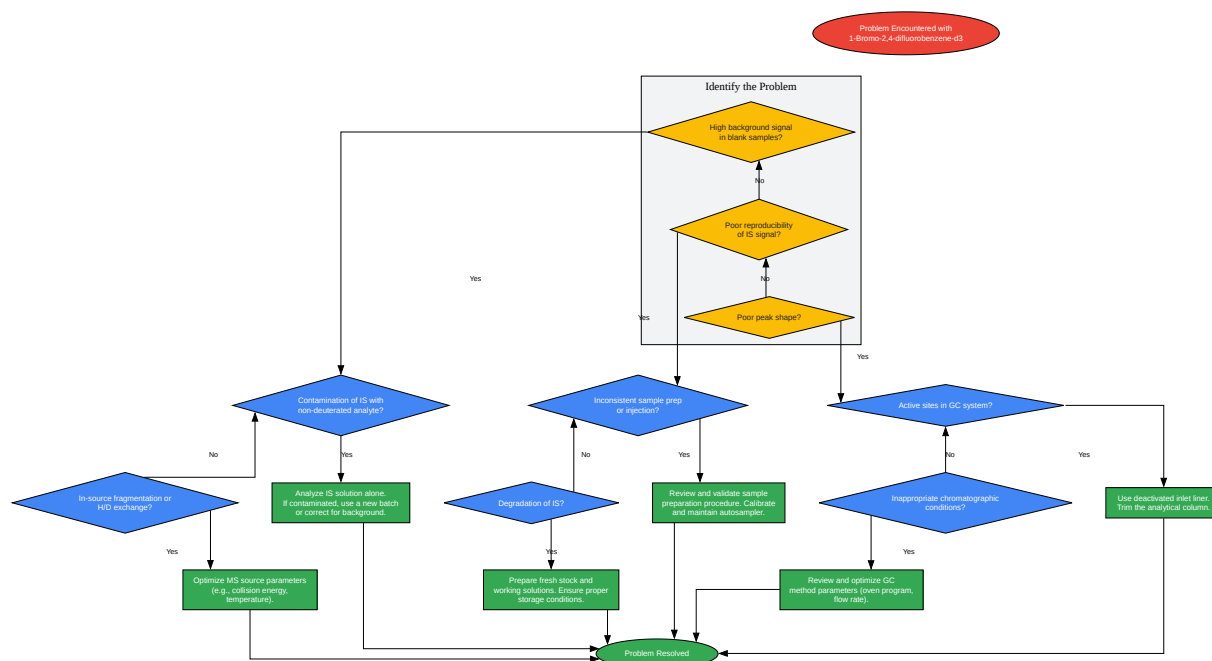 Problem Encountered with
1-Bromo-2,4-difluorobenzene-d3
Identify the Problem
High background signal
in blank samples?
No
Poor reproducibility
of IS signal?
Yes
No
Yes
Poor peak shape?
Yes
Contamination of IS with
non-deuterated analyte?
Inconsistent sample prep
or injection?
Active sites in GC system?
No
Yes
No
Yes
No
Yes
In-source fragmentation or
H/D exchange?
Analyze IS solution alone.
If contaminated, use a new batch
or correct for background.
Degradation of IS?
Review and validate sample
preparation procedure. Calibrate
and maintain autosampler.
Inappropriate chromatographic
conditions?
Use deactivated inlet liner.
Trim the analytical column.
Yes
Yes
Yes
Optimize MS source parameters
(e.g., collision energy,
temperature).
Prepare fresh stock and
working solutions. Ensure proper
storage conditions.
Review and optimize GC
method parameters (oven program,
flow rate).
Problem Resolved